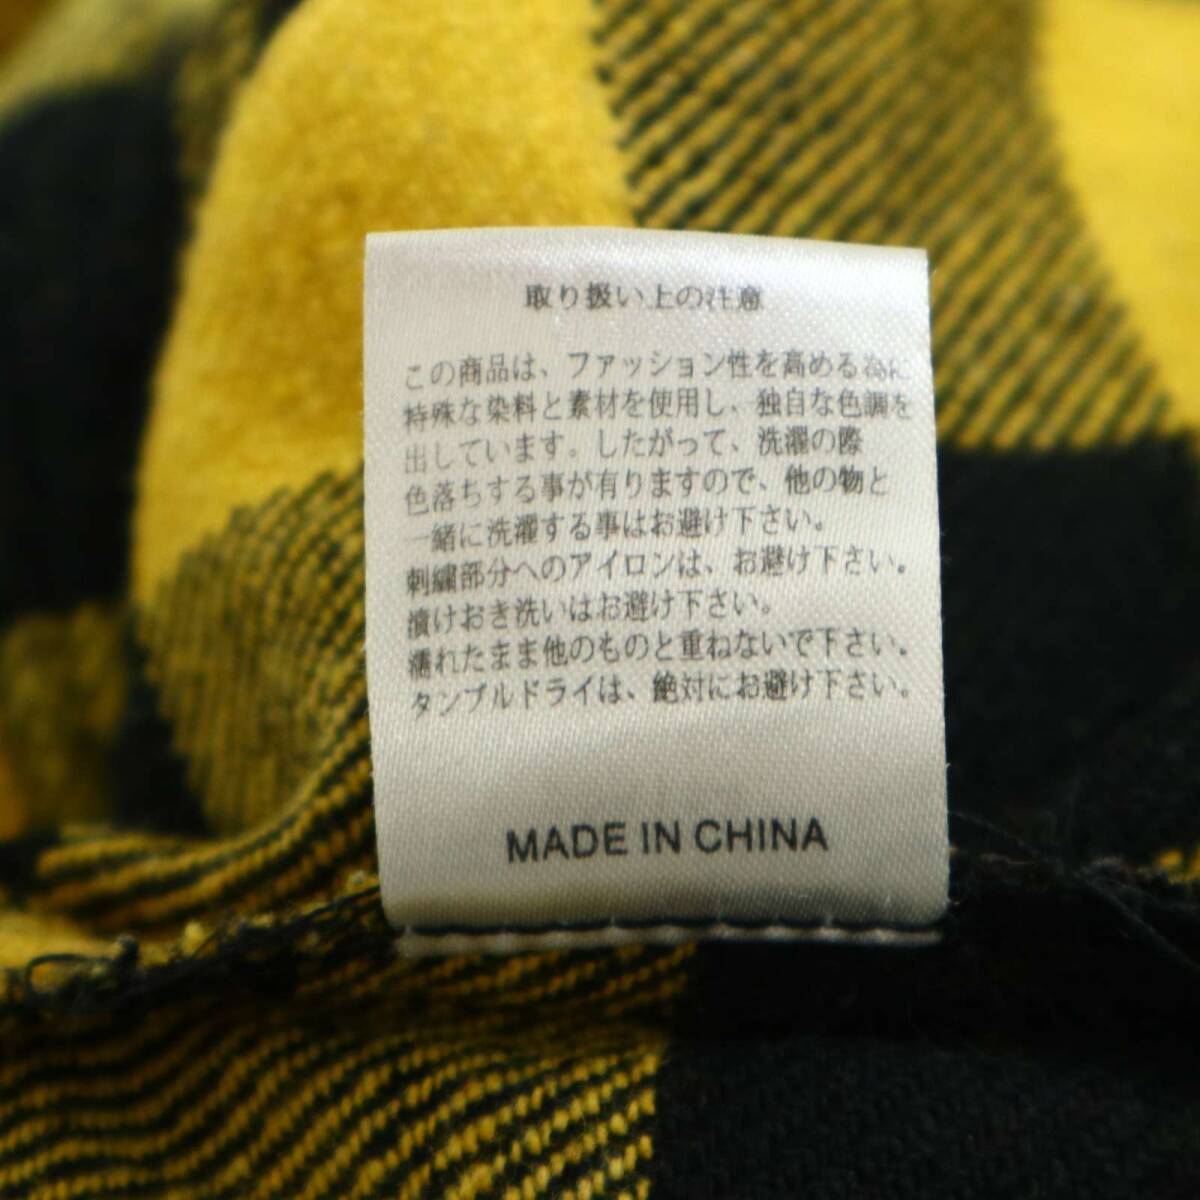 取り扱い上の注意
この商品は、ファッション性を高める為に
特殊な染料と素材を使用し、独自な色調を
出しています。したがって、洗濯の際
色落ちする事が有りますので、他の物と
一緒に洗濯する事はお避け下さい。
刺繍部分へのアイロンは、お避け下さい。
漬けおき洗いはお避け下さい。
濡れたまま他のものと重ねないで下さい。
タンブルドライは、絶対にお避け下さい。
MADE IN CHINA